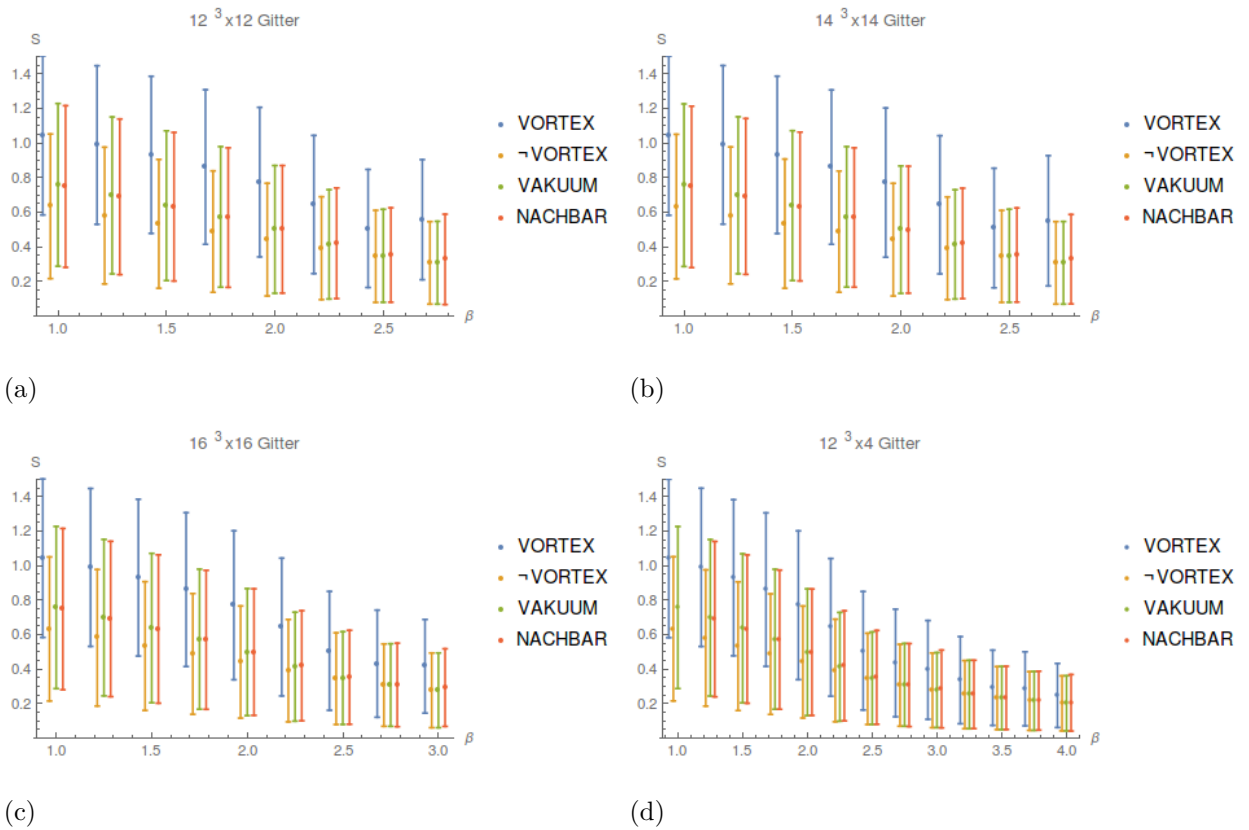 12 ³x12 Gitter
S
1.4
1.2
1.0
0.8
0.6
0.4
0.2
1.0 1.5 2.0 2.5
β
VORTEX
¬VORTEX
VAKUUM
NACHBAR
(a)
14 ³x14 Gitter
S
1.4
1.2
1.0
0.8
0.6
0.4
0.2
1.0 1.5 2.0 2.5
β
VORTEX
¬VORTEX
VAKUUM
NACHBAR
(b)
16 ³x16 Gitter
S
1.4
1.2
1.0
0.8
0.6
0.4
0.2
1.0 1.5 2.0 2.5 3.0
β
VORTEX
¬VORTEX
VAKUUM
NACHBAR
(c)
12 ³x4 Gitter
S
1.4
1.2
1.0
0.8
0.6
0.4
0.2
1.0 1.5 2.0 2.5 3.0 3.5 4.0
β
VORTEX
¬VORTEX
VAKUUM
NACHBAR
(d)